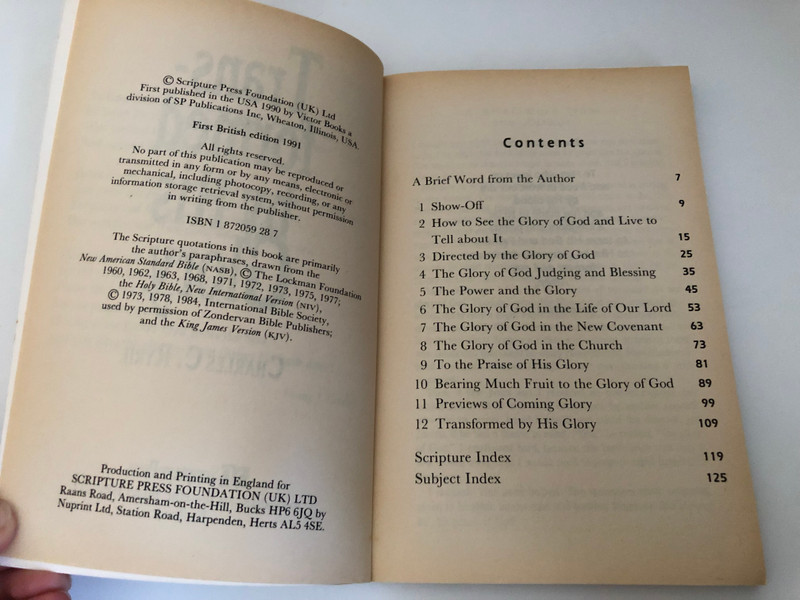 © Scripture Press Foundation (UK) Ltd
First published in the USA 1990 by Victor Books a
division of SP Publications Inc, Wheaton, Illinois, USA.
First British edition 1991
All rights reserved.
No part of this publication may be reproduced or
transmitted in any form or by any means, electronic or
mechanical, including photocopy, recording, or any
information storage retrieval system, without permission
in writing from the publisher.
ISBN 1 872059 28 7
The Scripture quotations in this book are primarily
the author's paraphrases, drawn from the
New American Standard Bible (NASB), © The Lockman Foundation
1960, 1962, 1963, 1968, 1971, 1972, 1973, 1975, 1977;
the Holy Bible, New International Version (NIV),
© 1973, 1978, 1984, International Bible Society,
used by permission of Zondervan Bible Publishers;
and the King James Version (KJV).
Production and Printing in England for
SCRIPTURE PRESS FOUNDATION (UK) LTD
Raans Road, Amersham-on-the-Hill, Bucks HP6 6JQ by
Nuprint Ltd, Station Road, Harpenden, Herts AL5 4SE.
Contents
A Brief Word from the Author 7
1 Show-Off 9
2 How to See the Glory of God and Live to
Tell about It 15
3 Directed by the Glory of God 25
4 The Glory of God Judging and Blessing 35
5 The Power and the Glory 45
6 The Glory of God in the Life of Our Lord 53
7 The Glory of God in the New Covenant 63
8 The Glory of God in the Church 73
9 To the Praise of His Glory 81
10 Bearing Much Fruit to the Glory of God 89
11 Previews of Coming Glory 99
12 Transformed by His Glory 109
Scripture Index 119
Subject Index 125